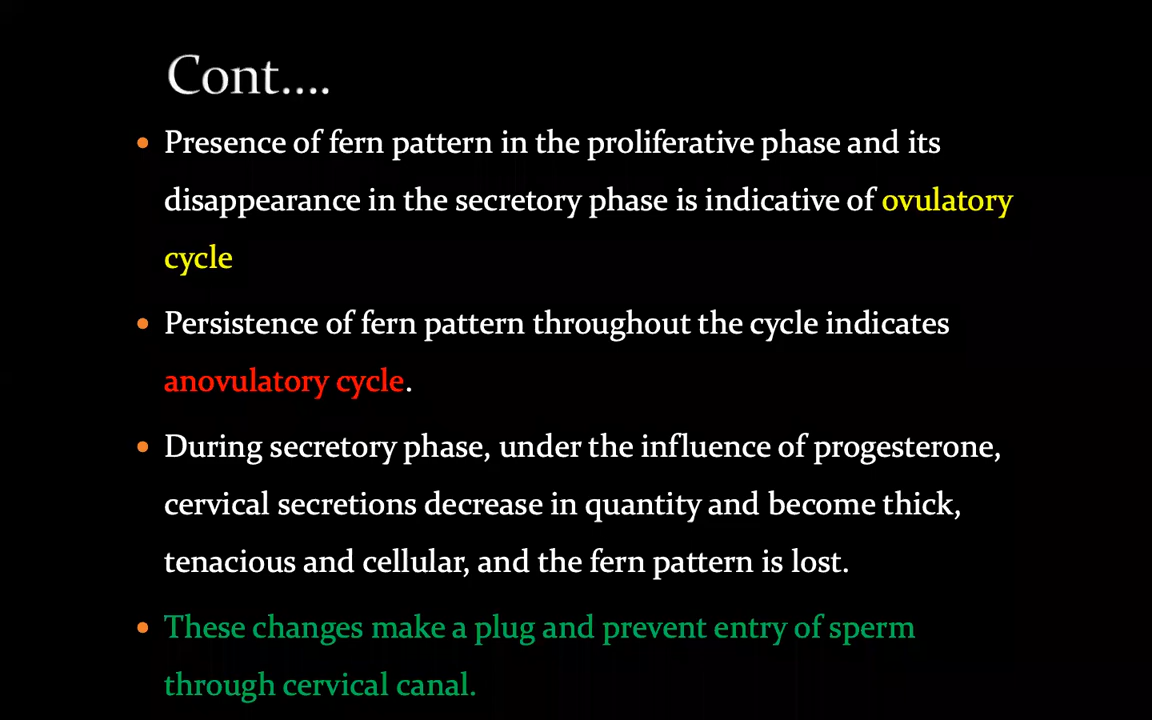 Cont....
• Presence of fern pattern in the proliferative phase and its
disappearance in the secretory phase is indicative of ovulatory
cycle
• Persistence of fern pattern throughout the cycle indicates
anovulatory cycle.
• During secretory phase, under the influence of progesterone,
cervical secretions decrease in quantity and become thick,
tenacious and cellular, and the fern pattern is lost.
• These changes make a plug and prevent entry of sperm
through cervical canal.